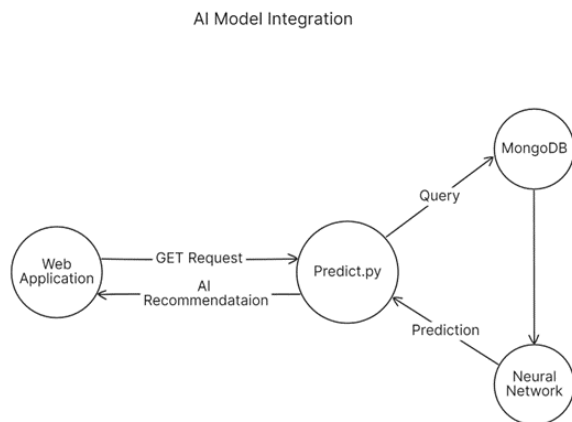 AI Model Integration
MongoDB
Query
Web
Application
GET Request
AI
Recommendataion
Predict.py
Prediction
Neural
Network